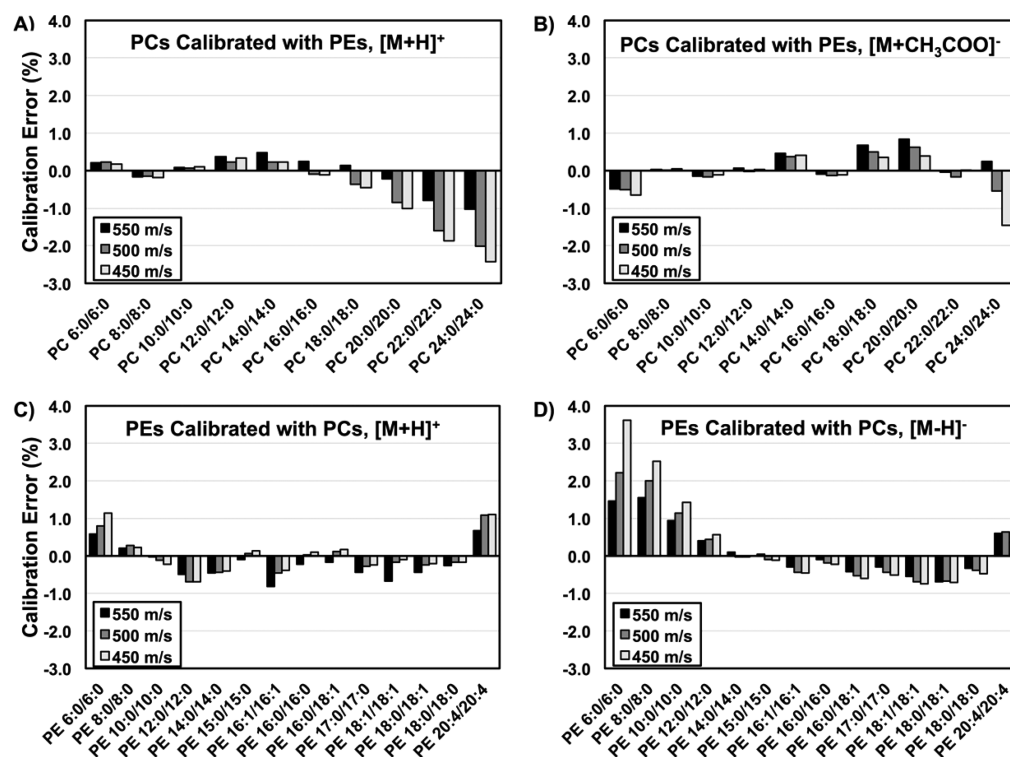 A)
PCs Calibrated with PEs, [M+H]⁺
Calibration Error (%)
4.0
3.0
2.0
1.0
0.0
-1.0
-2.0
-3.0
550 m/s
500 m/s
450 m/s
PC 6:0/6:0
PC 8:0/8:0
PC 10:0/10:0
PC 12:0/12:0
PC 14:0/14:0
PC 16:0/16:0
PC 18:0/18:0
PC 20:0/20:0
PC 22:0/22:0
PC 24:0/24:0
B)
PCs Calibrated with PEs, [M+CH₃COO]⁻
4.0
3.0
2.0
1.0
0.0
-1.0
-2.0
-3.0
550 m/s
500 m/s
450 m/s
PC 6:0/6:0
PC 8:0/8:0
PC 10:0/10:0
PC 12:0/12:0
PC 14:0/14:0
PC 16:0/16:0
PC 18:0/18:0
PC 20:0/20:0
PC 22:0/22:0
PC 24:0/24:0
C)
PEs Calibrated with PCs, [M+H]⁺
Calibration Error (%)
4.0
3.0
2.0
1.0
0.0
-1.0
-2.0
-3.0
550 m/s
500 m/s
450 m/s
PE 6:0/6:0
PE 8:0/8:0
PE 10:0/10:0
PE 12:0/12:0
PE 14:0/14:0
PE 15:0/15:0
PE 16:1/16:1
PE 16:0/16:0
PE 16:0/18:1
PE 17:0/17:0
PE 18:1/18:1
PE 18:0/18:1
PE 18:0/18:0
PE 20:4/20:4
D)
PEs Calibrated with PCs, [M-H]⁻
4.0
3.0
2.0
1.0
0.0
-1.0
-2.0
-3.0
550 m/s
500 m/s
450 m/s
PE 6:0/6:0
PE 8:0/8:0
PE 10:0/10:0
PE 12:0/12:0
PE 14:0/14:0
PE 15:0/15:0
PE 16:1/16:1
PE 16:0/16:0
PE 16:0/18:1
PE 17:0/17:0
PE 18:1/18:1
PE 18:0/18:1
PE 18:0/18:0
PE 20:4/20:4